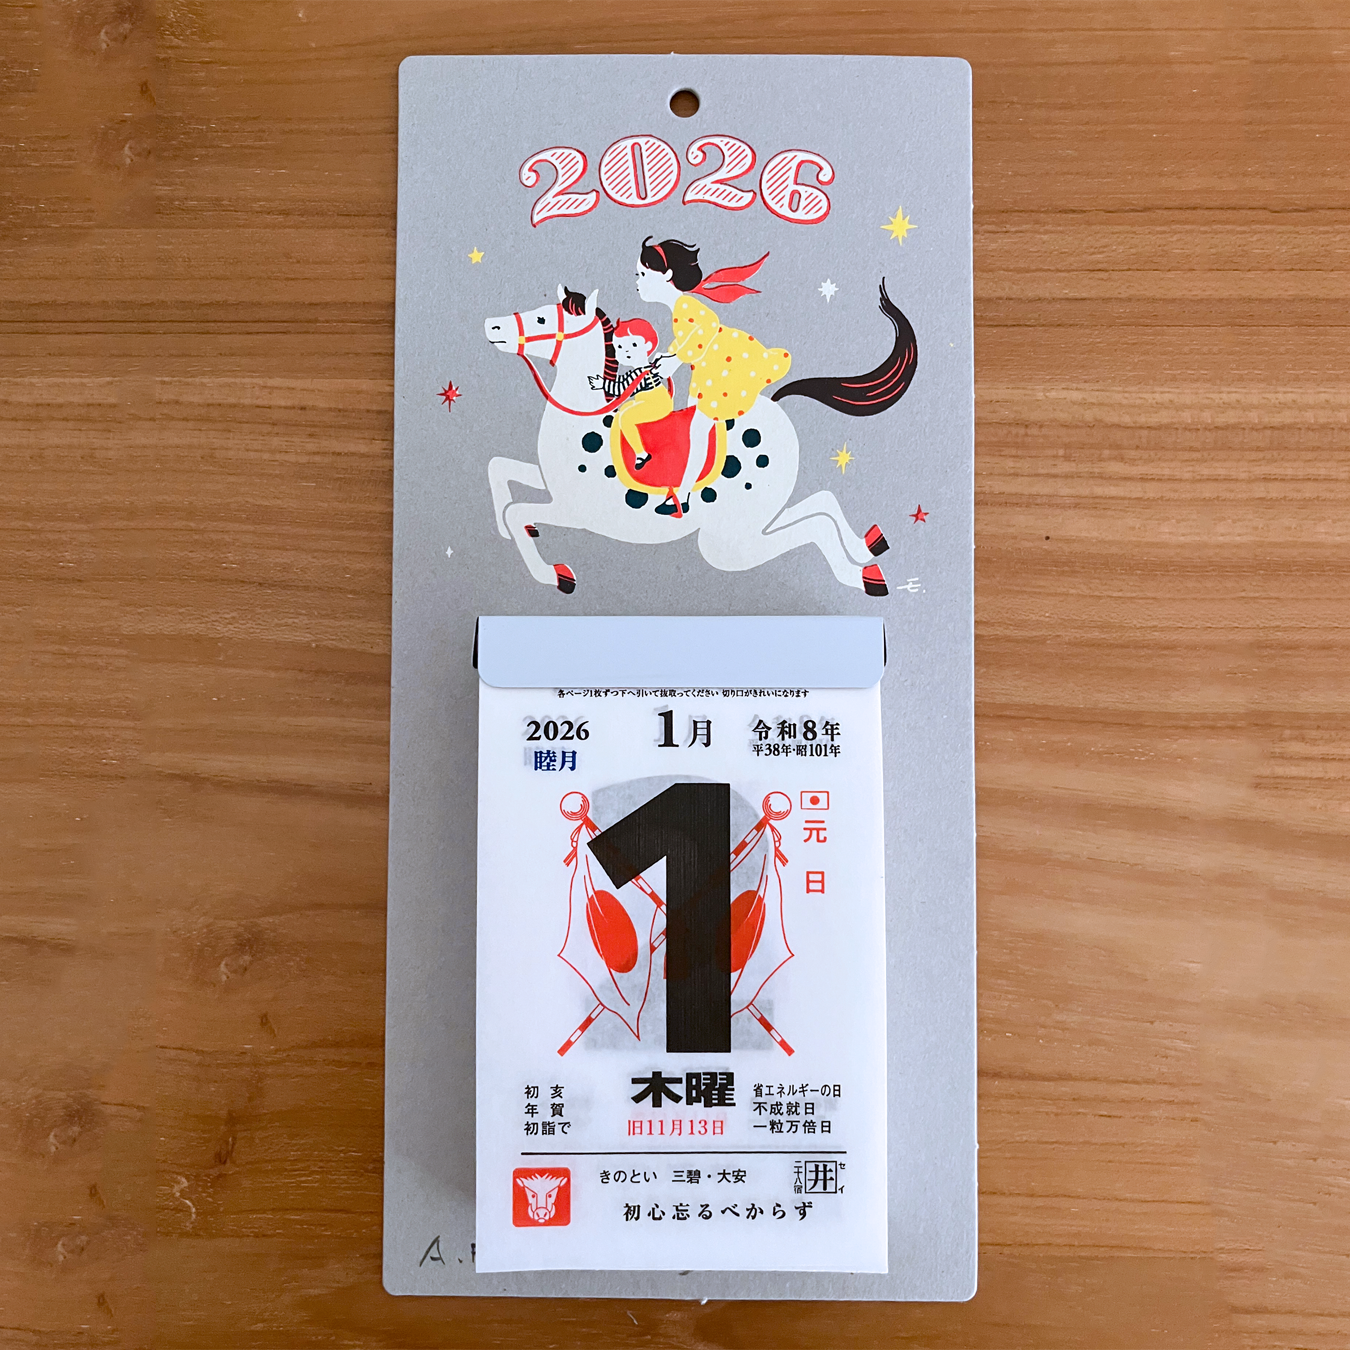 2026
モ.
各ページ1枚ずつ下へ引いて抜取ってください 切り口がきれいになります
2026 1月 令和8年
睦月 平38年・昭101年
元日
1
木曜
初亥 省エネルギーの日
年賀 不成就日
初詣で 旧11月13日 一粒万倍日
きのとい 三碧・大安 二十八宿 井 セイ
初心忘るべからず
A.